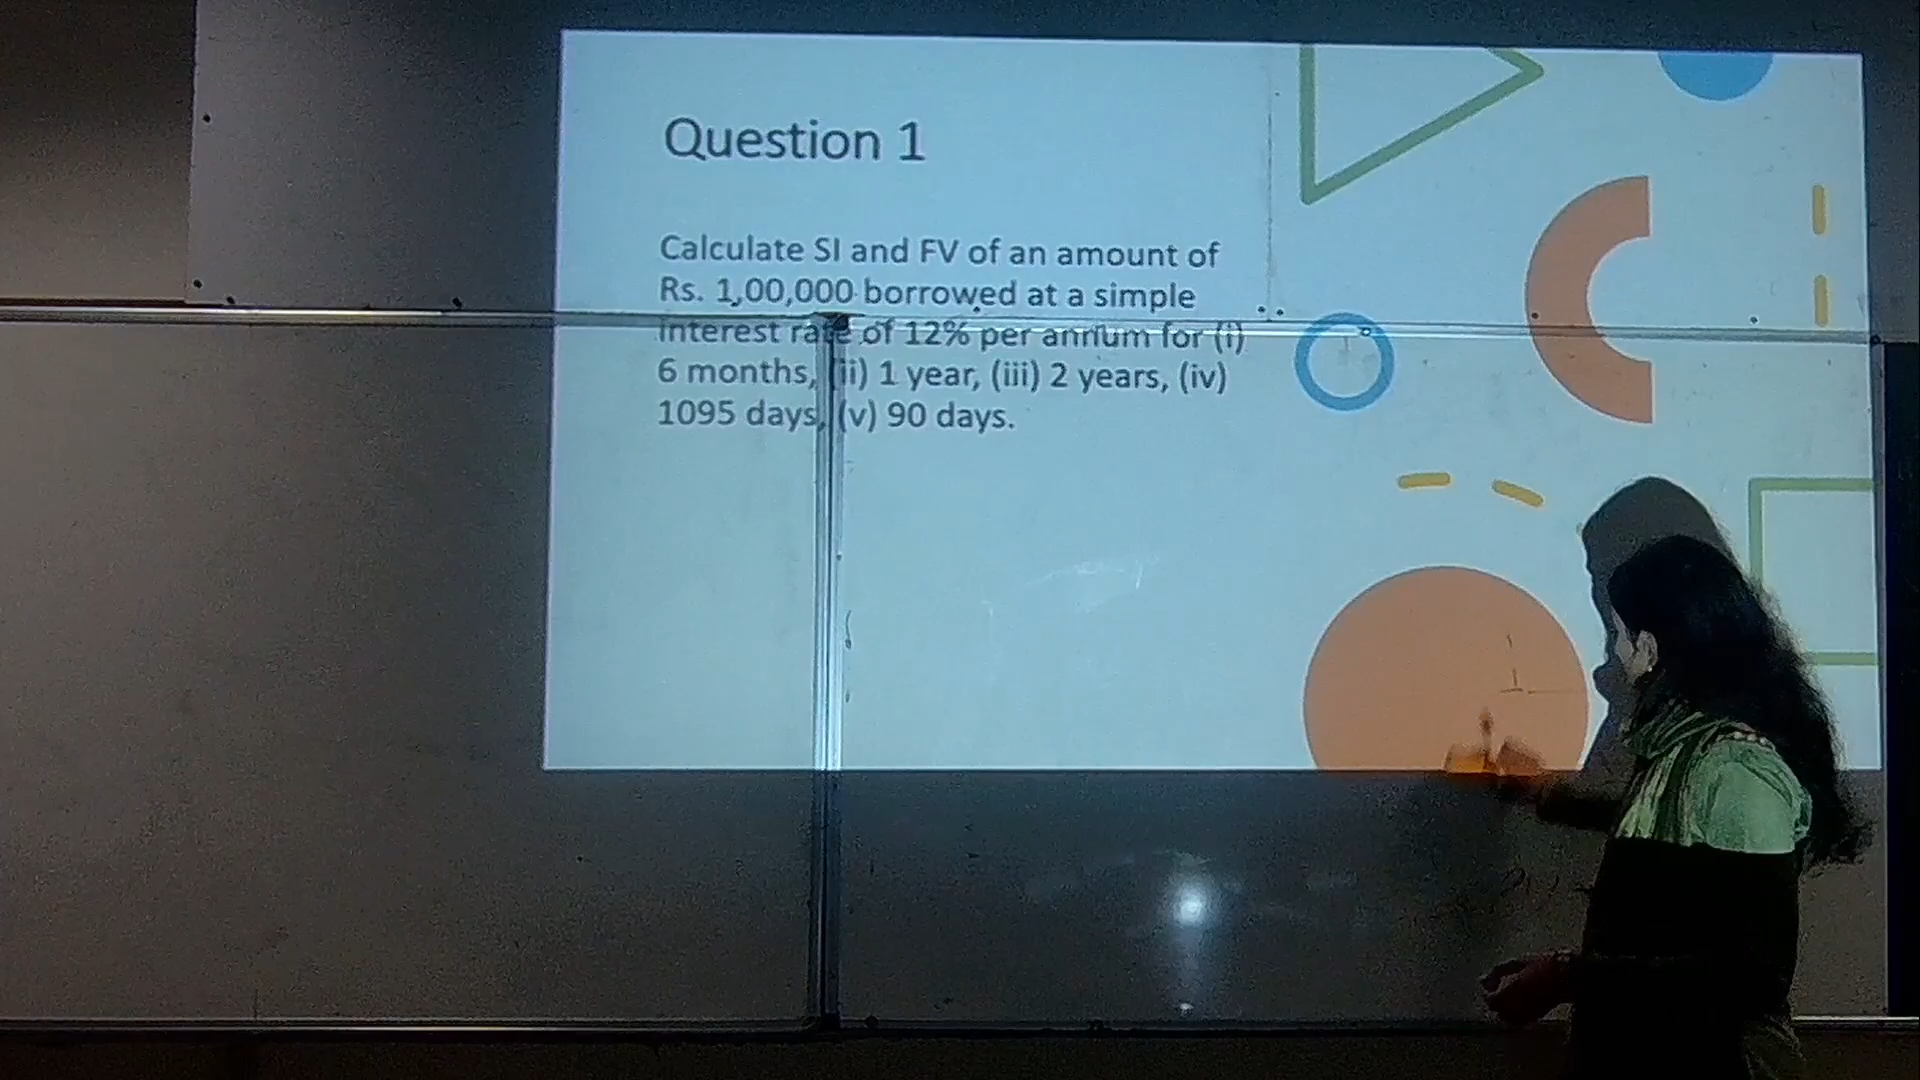 Question 1
Calculate SI and FV of an amount of
Rs. 1,00,000 borrowed at a simple
interest rate of 12% per annum for (i)
6 months, (ii) 1 year, (iii) 2 years, (iv)
1095 days, (v) 90 days.